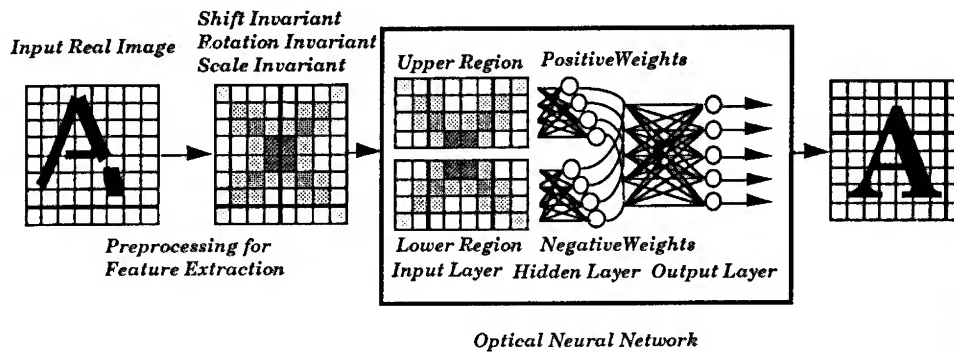 Input Real Image
Shift Invariant
Rotation Invariant
Scale Invariant
Upper Region
PositiveWeights
A
A
Preprocessing for
Feature Extraction
Lower Region
NegativeWeights
Input Layer
Hidden Layer
Output Layer
Optical Neural Network